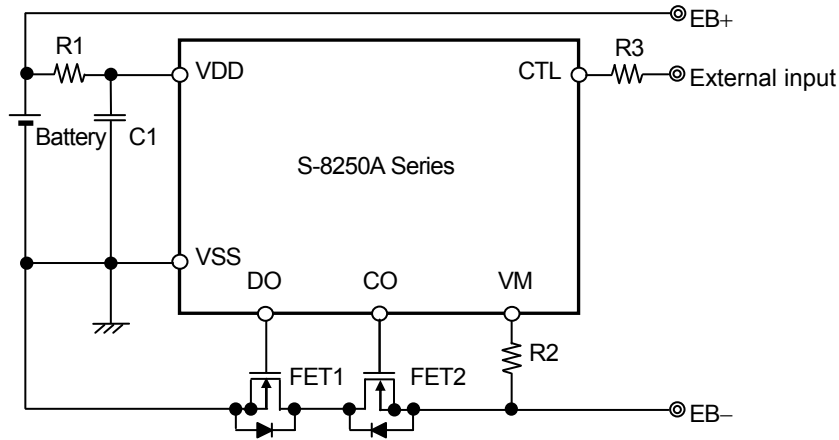 EB+
R1
R3
VDD
CTL
External input
Battery
C1
S-8250A Series
VSS
DO
CO
VM
R2
FET1
FET2
EB−